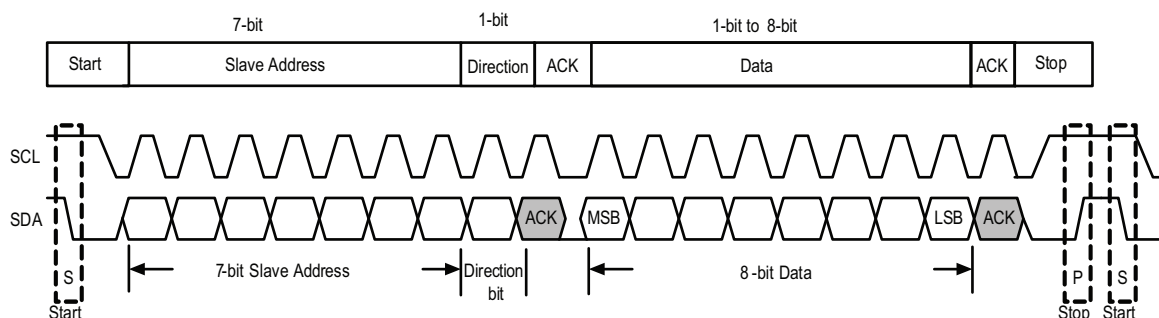 7-bit 1-bit 1-bit to 8-bit
Start Slave Address Direction ACK Data ACK Stop
SCL
SDA ACK MSB LSB ACK
S 7-bit Slave Address Direction bit 8-bit Data P S
Start Stop Start